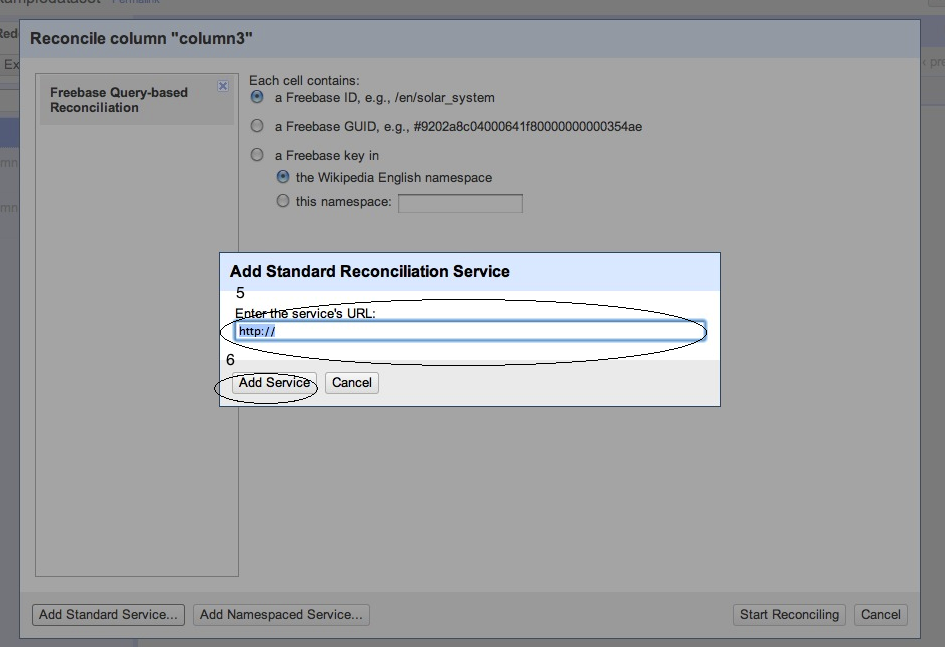 Permalink
Reconcile column "column3"
Ex
Freebase Query-based
Reconciliation
Each cell contains:
a Freebase ID, e.g., /en/solar_system
a Freebase GUID, e.g., #9202a8c04000641f80000000000354ae
a Freebase key in
the Wikipedia English namespace
this namespace:
Add Standard Reconciliation Service
5
Enter the service's URL:
http://
6
Add Service
Cancel
Add Standard Service...
Add Namespaced Service...
Start Reconciling
Cancel